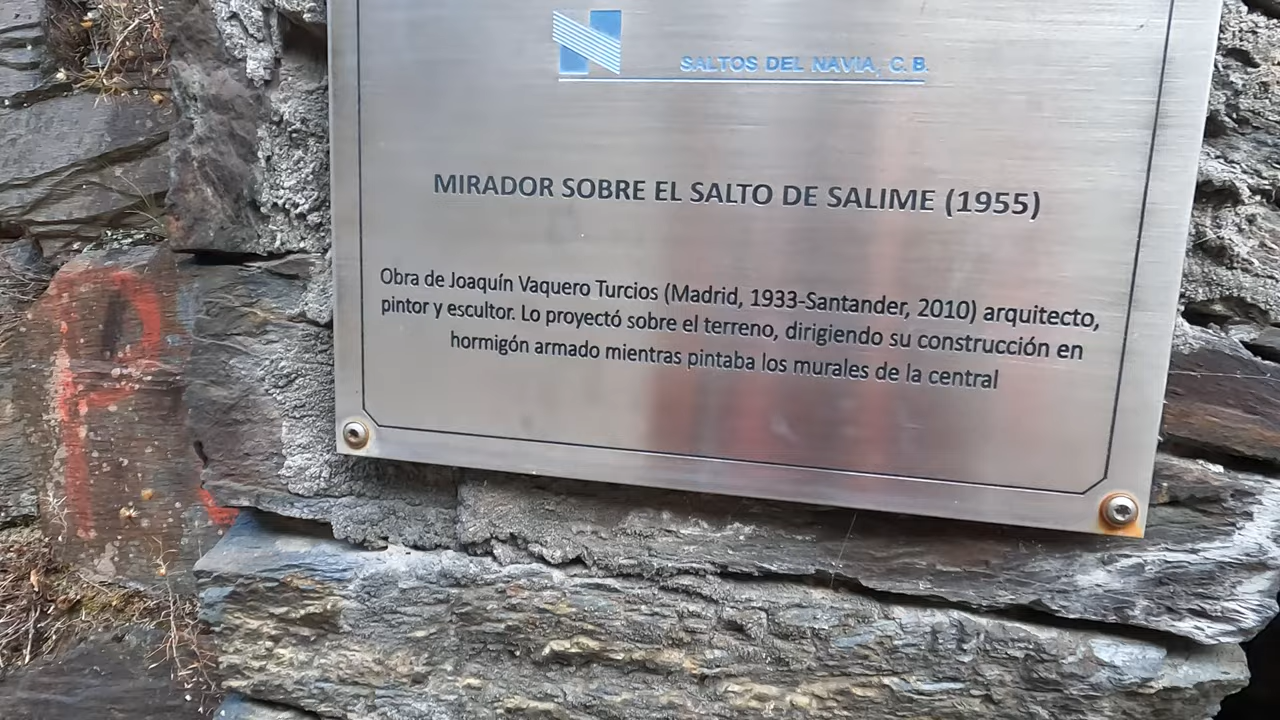 SALTOS DEL NAVIA, C.B.
MIRADOR SOBRE EL SALTO DE SALIME (1955)
Obra de Joaquín Vaquero Turcios (Madrid, 1933-Santander, 2010) arquitecto,
pintor y escultor. Lo proyectó sobre el terreno, dirigiendo su construcción en
hormigón armado mientras pintaba los murales de la central
P